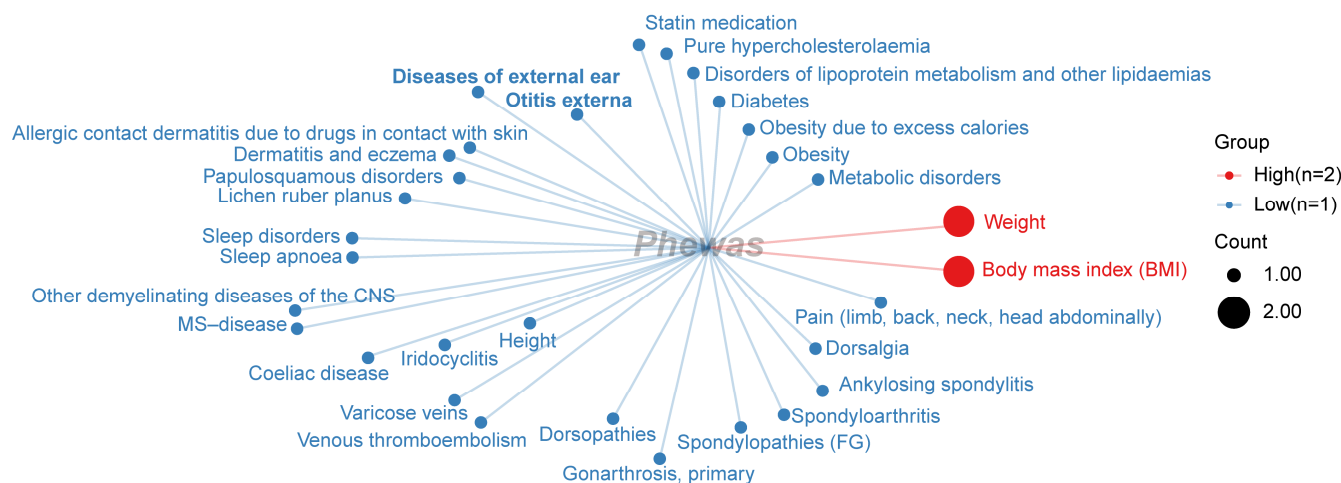 Statin medication
Pure hypercholesterolaemia
Disorders of lipoprotein metabolism and other lipidaemias
Diseases of external ear
Otitis externa
Diabetes
Allergic contact dermatitis due to drugs in contact with skin
Obesity due to excess calories
Dermatitis and eczema
Obesity
Papulosquamous disorders
Metabolic disorders
Lichen ruber planus
Weight
Sleep disorders
Phewas
Sleep apnoea
Body mass index (BMI)
Other demyelinating diseases of the CNS
MS–disease
Pain (limb, back, neck, head abdominally)
Height
Dorsalgia
Iridocyclitis
Coeliac disease
Ankylosing spondylitis
Varicose veins
Spondyloarthritis
Venous thromboembolism
Dorsopathies
Spondylopathies (FG)
Gonarthrosis, primary
Group
High(n=2)
Low(n=1)
Count
1.00
2.00